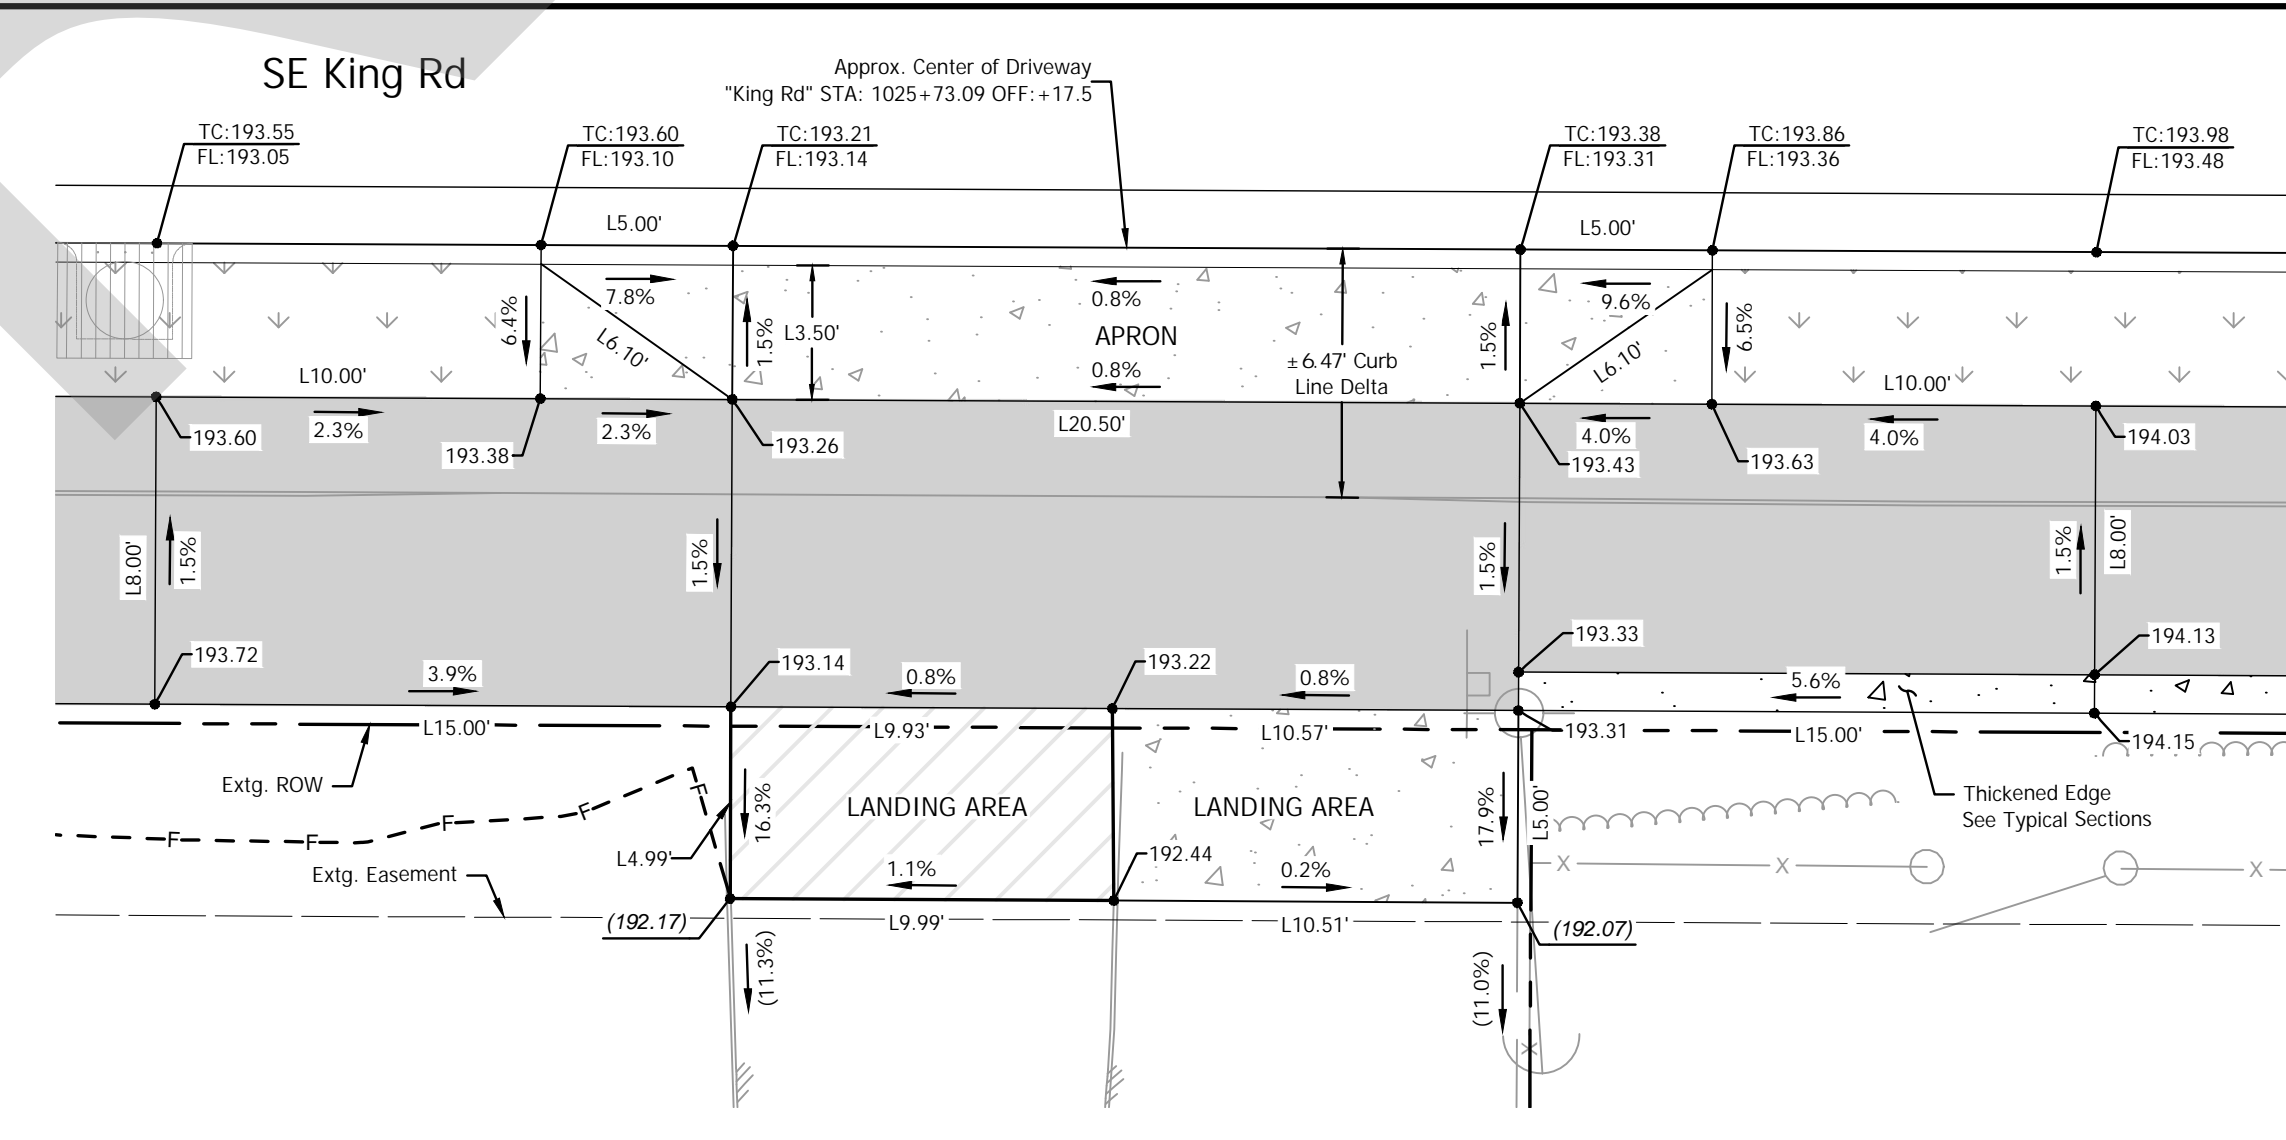 SE King Rd
Approx. Center of Driveway
"King Rd" STA: 1025+73.09 OFF:+17.5
TC:193.55
FL:193.05
TC:193.60
FL:193.10
TC:193.21
FL:193.14
TC:193.38
FL:193.31
TC:193.86
FL:193.36
TC:193.98
FL:193.48
L5.00'
L5.00'
7.8%
0.8%
9.6%
6.4%
L6.10'
1.5%
L3.50'
APRON
1.5%
L6.10'
6.5%
±6.47' Curb
Line Delta
L10.00'
0.8%
L10.00'
193.60
2.3%
2.3%
193.38
193.26
L20.50'
4.0%
193.43
193.63
4.0%
194.03
L8.00'
1.5%
1.5%
1.5%
1.5%
L8.00'
193.72
3.9%
193.14
0.8%
193.22
0.8%
193.33
194.13
5.6%
L15.00'
L9.93'
L10.57'
193.31
L15.00'
194.15
Extg. ROW
F
F
F
F
F
16.3%
LANDING AREA
LANDING AREA
17.9%
L5.00'
Thickened Edge
See Typical Sections
L4.99'
Extg. Easement
1.1%
192.44
0.2%
X
X
X
(192.17)
L9.99'
L10.51'
(192.07)
(11.3%)
(11.0%)
X